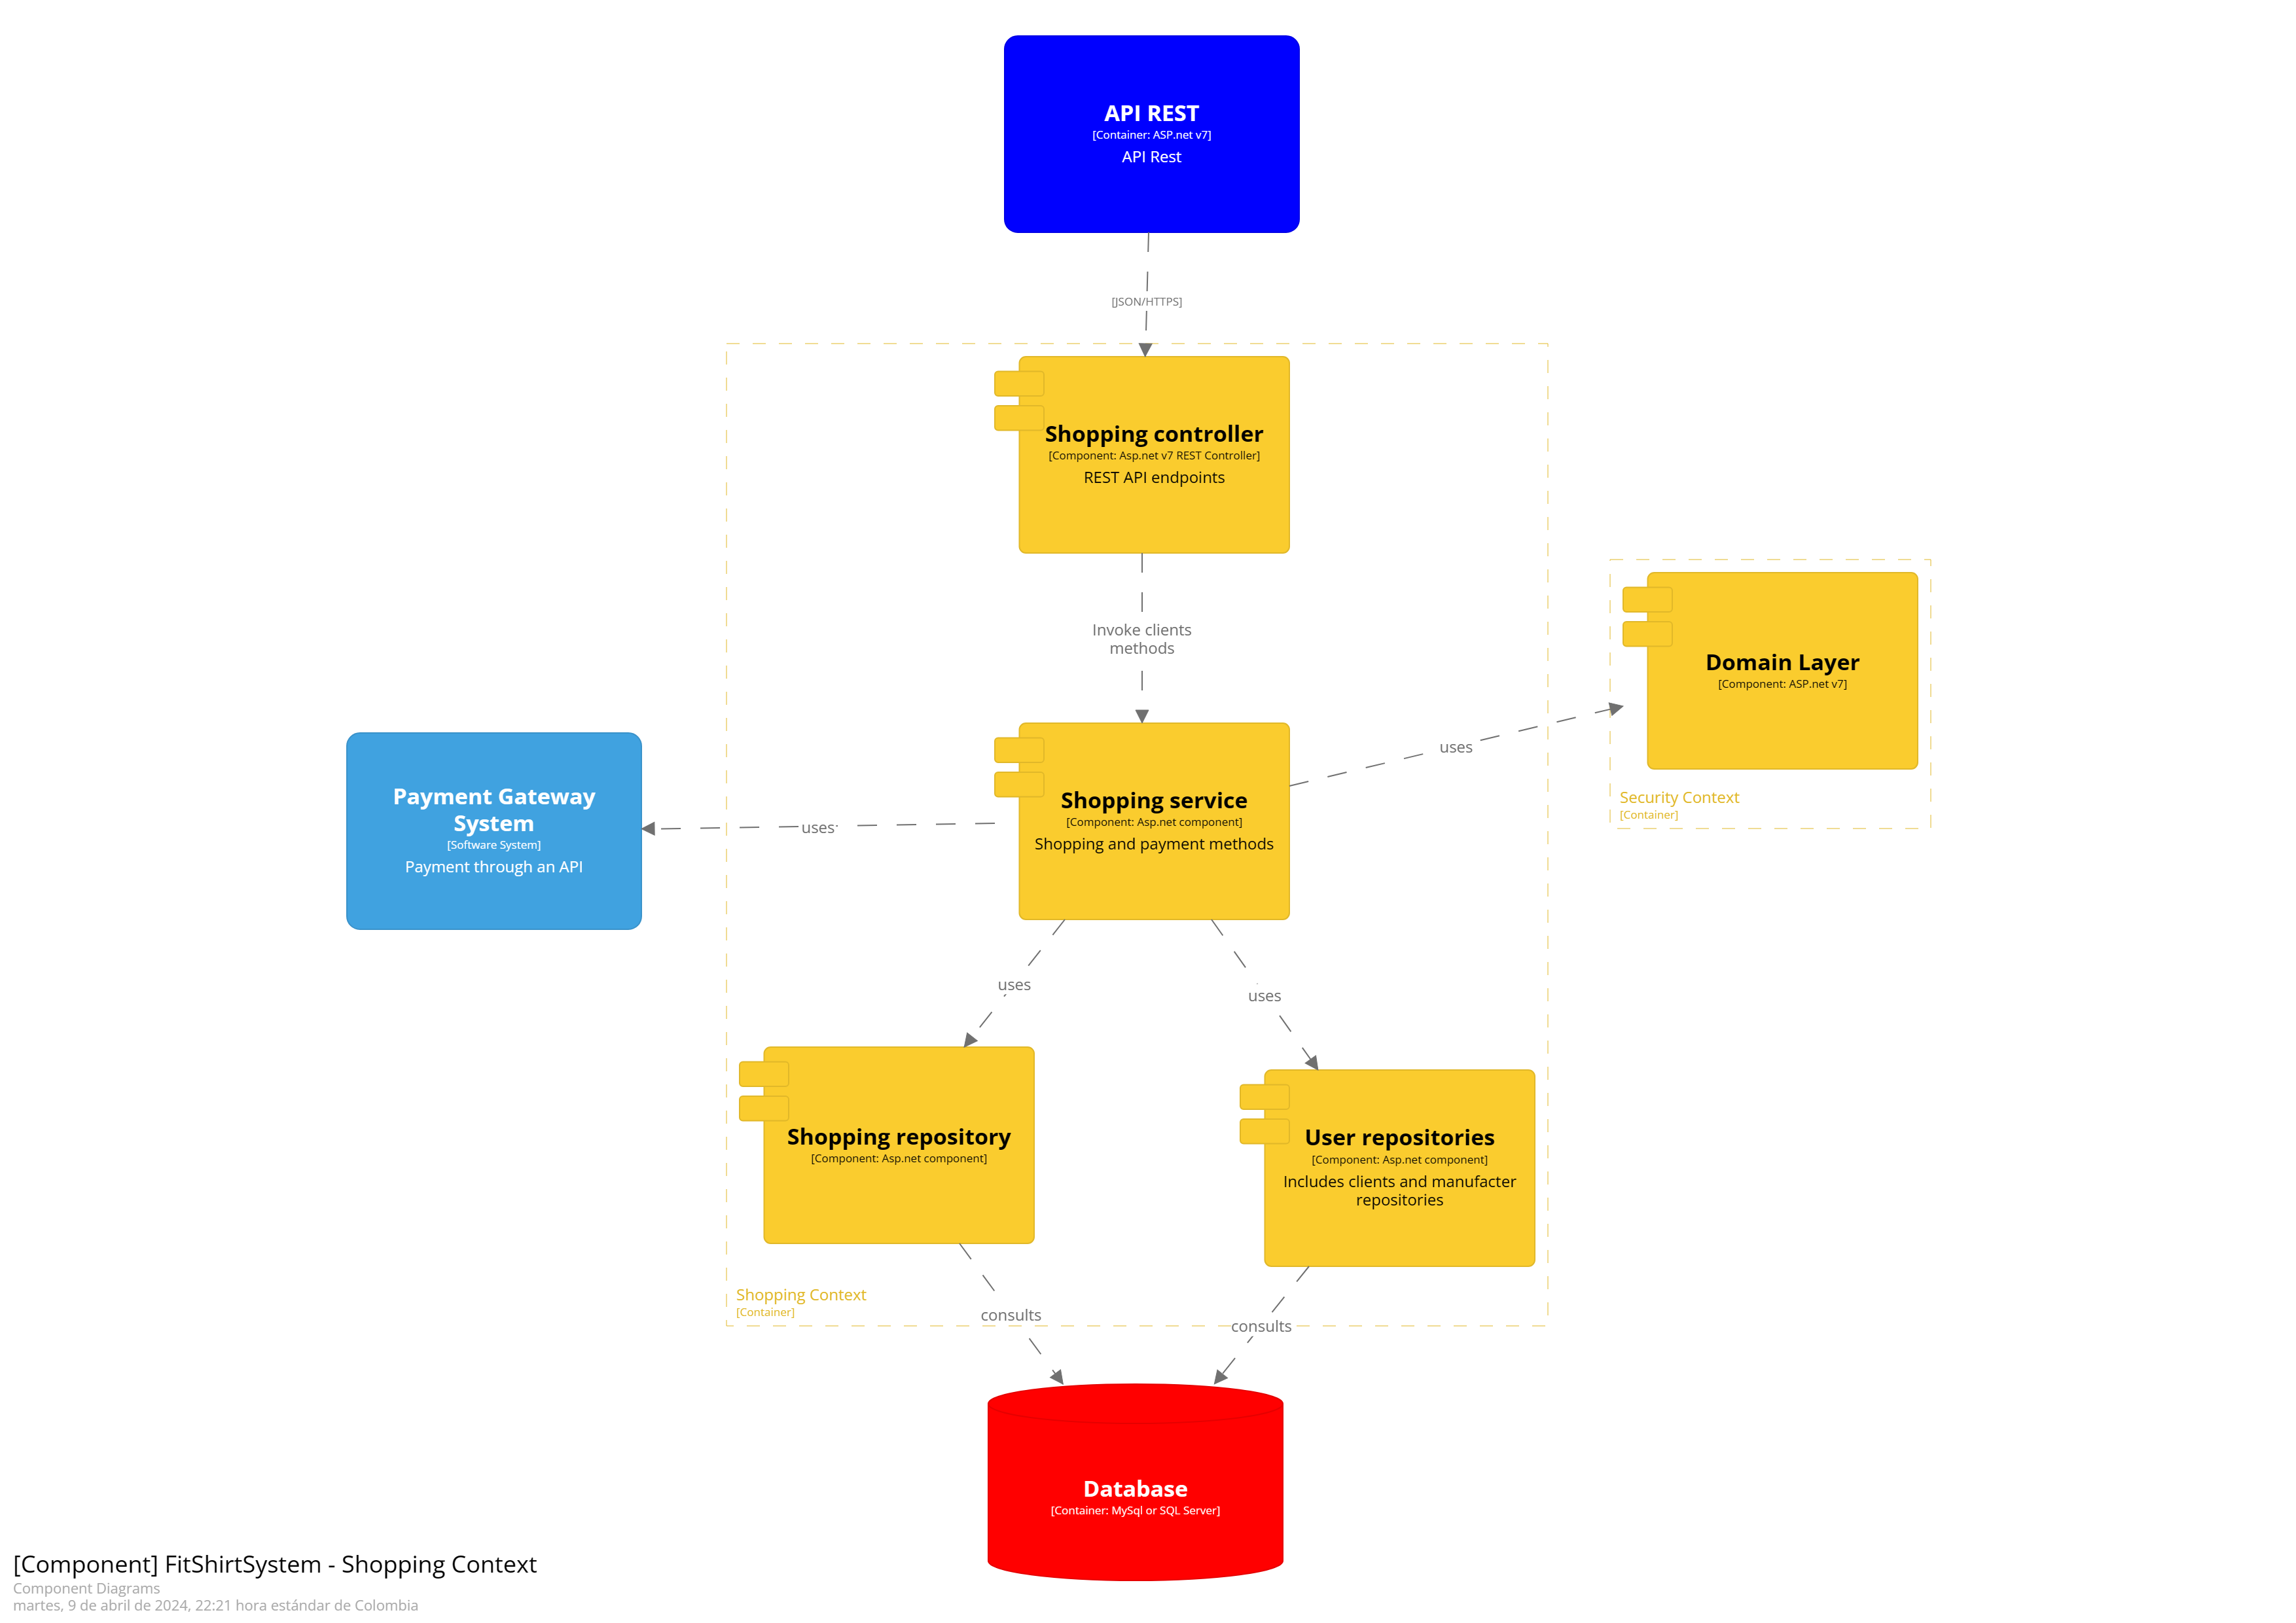 API REST
[Container: ASP.net v7]
API Rest
[JSON/HTTPS]
Shopping controller
[Component: Asp.net v7 REST Controller]
REST API endpoints
Invoke clients
methods
Domain Layer
[Component: ASP.net v7]
uses
Security Context
[Container]
Payment Gateway
System
[Software System]
Payment through an API
uses
Shopping service
[Component: Asp.net component]
Shopping and payment methods
uses
uses
Shopping repository
[Component: Asp.net component]
User repositories
[Component: Asp.net component]
Includes clients and manufacter
repositories
Shopping Context
[Container]
consults
consults
Database
[Container: MySql or SQL Server]
[Component] FitShirtSystem - Shopping Context
Component Diagrams
martes, 9 de abril de 2024, 22:21 hora estándar de Colombia